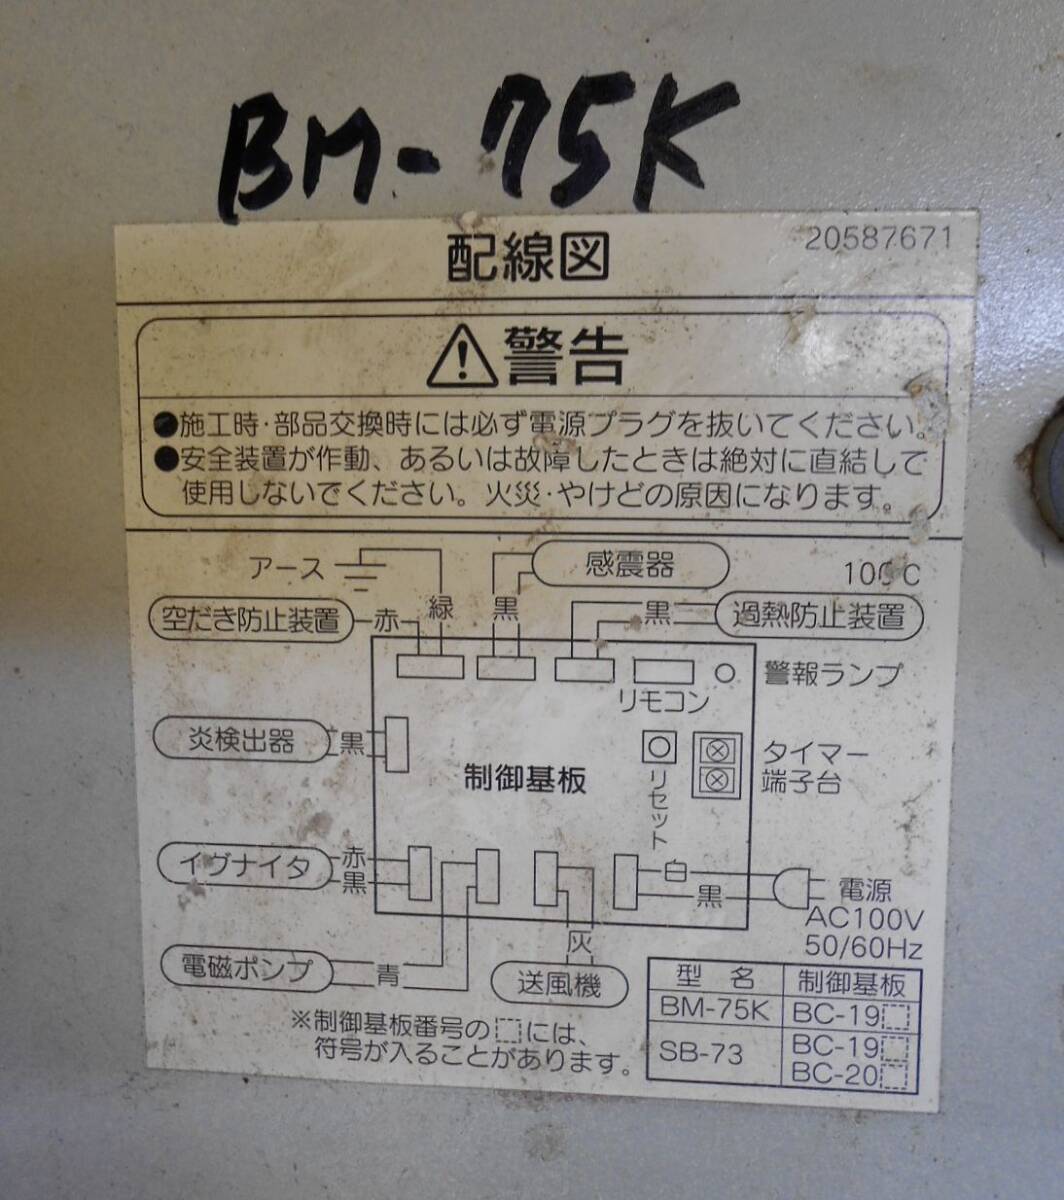 BM-75K
配線図
20587671
警告
●施工時・部品交換時には必ず電源プラグを抜いてください。
●安全装置が作動、あるいは故障したときは絶対に直結して
使用しないでください。火災・やけどの原因になります。
アース
感震器
緑
黒
黒
空だき防止装置
赤
過熱防止装置
警報ランプ
リモコン
炎検出器
黒
制御基板
リセット
タイマー
端子台
イグナイタ
赤
黒
白
黒
電源
AC100V
50/60Hz
灰
電磁ポンプ
青
送風機
型名 制御基板
BM-75K BC-19
SB-73 BC-19
BC-20
※制御基板番号の には、
符号が入ることがあります。